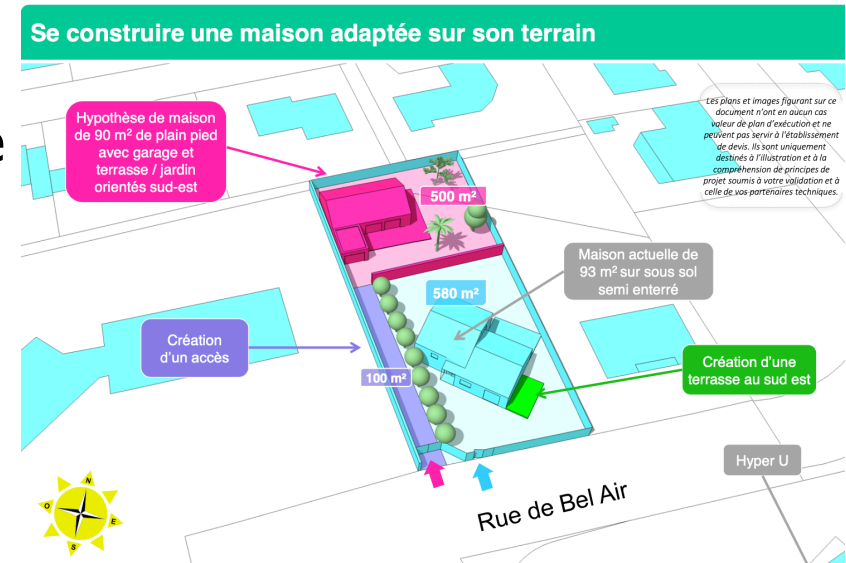 Se construire une maison adaptée sur son terrain
e
Hypothèse de maison
de 90 m² de plain pied
avec garage et
terrasse / jardin
orientés sud-est
Les plans et images figurant sur ce
document n'ont en aucun cas
valeur de plan d'exécution et ne
peuvent pas servir à l'établissement
de devis. Ils sont uniquement
destinés à l'illustration et à la
compréhension de principes de
projet soumis à votre validation et à
celle de vos partenaires techniques.
500 m²
Maison actuelle de
93 m² sur sous sol
semi enterré
580 m²
Création
d'un accès
100 m²
Création d'une
terrasse au sud est
Hyper U
Rue de Bel Air
N
O
E
S